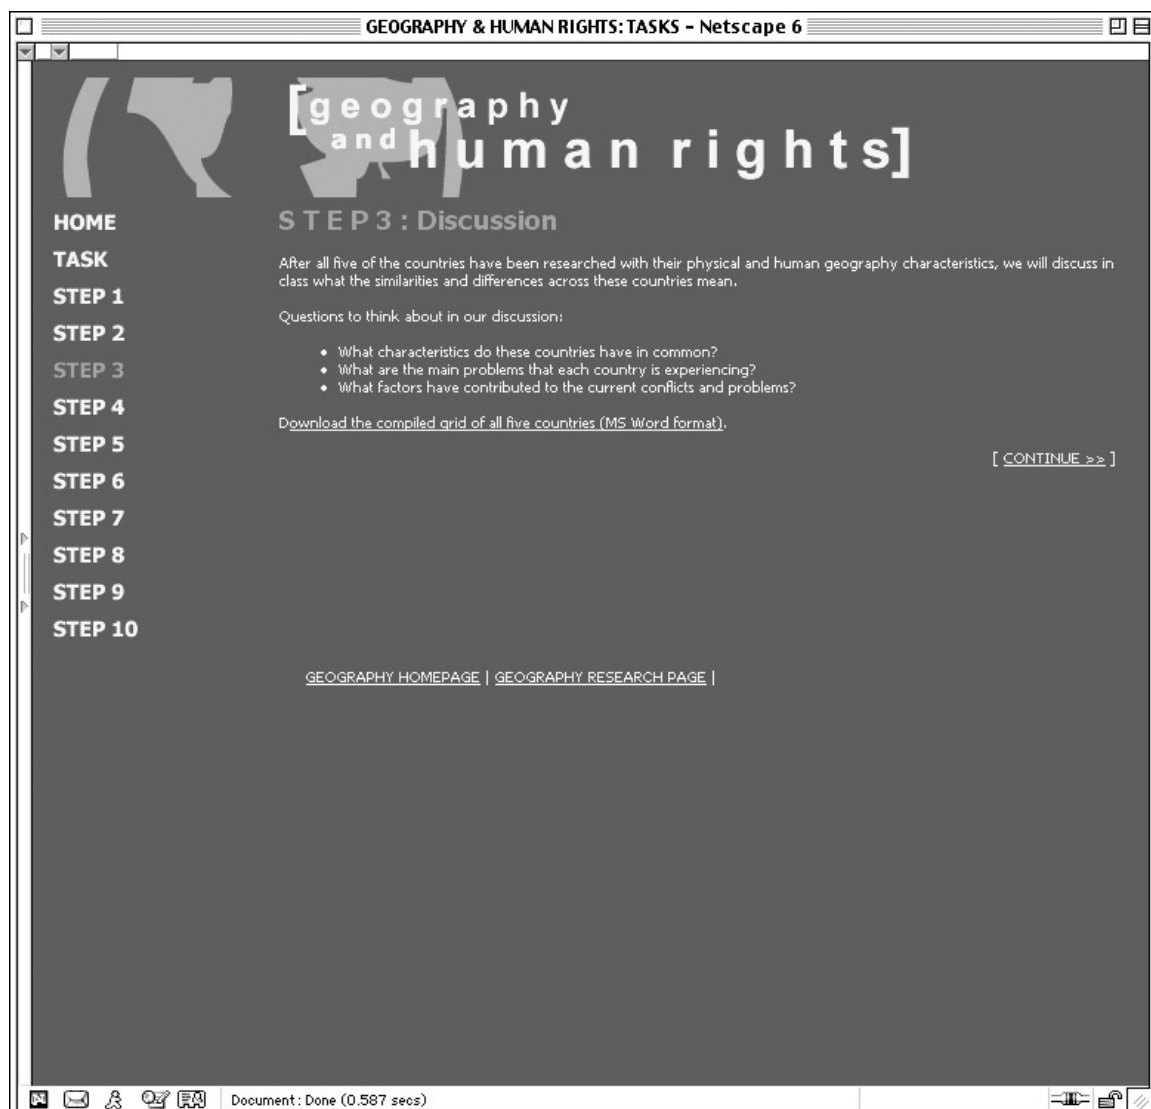 GEOGRAPHY & HUMAN RIGHTS: TASKS - Netscape 6
[geography
and human rights]
HOME
TASK
STEP 1
STEP 2
STEP 3
STEP 4
STEP 5
STEP 6
STEP 7
STEP 8
STEP 9
STEP 10
STEP 3 : Discussion
After all five of the countries have been researched with their physical and human geography characteristics, we will discuss in
class what the similarities and differences across these countries mean.
Questions to think about in our discussion:
• What characteristics do these countries have in common?
• What are the main problems that each country is experiencing?
• What factors have contributed to the current conflicts and problems?
Download the compiled grid of all five countries (MS Word format).
[ CONTINUE >> ]
GEOGRAPHY HOMEPAGE | GEOGRAPHY RESEARCH PAGE |
Document: Done (0.587 secs)